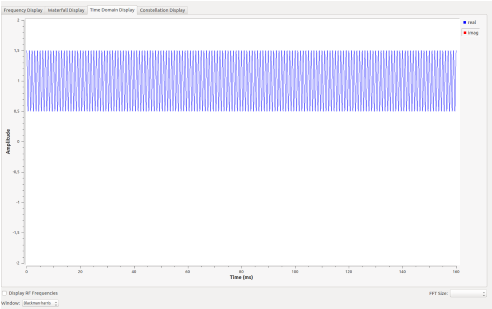 Frequency Display Waterfall Display Time Domain Display Constellation Display
2
1,5
1
0,5
0
-0,5
-1
-1,5
-2
Amplitude
0 20 40 60 80 100 120 140 160
Time (ms)
real
imag
Display RF Frequencies
FFT Size:
Window: Blackman-harris